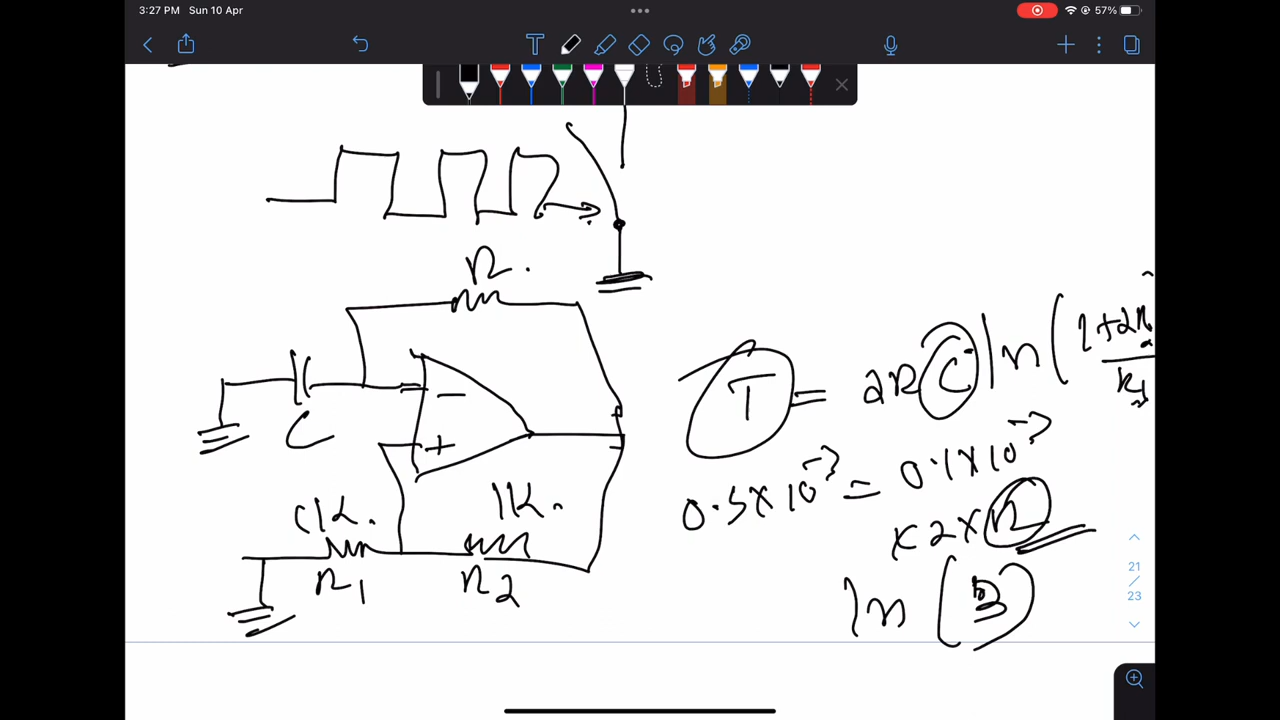 3:27 PM Sun 10 Apr
57%
T
R.
C
−
+
1K.
1K.
R1
R2
T = 2RC ln (1+2R
R1
0.5×10⁻³ = 0.1×10
×2×R
ln (3)
21
/
23